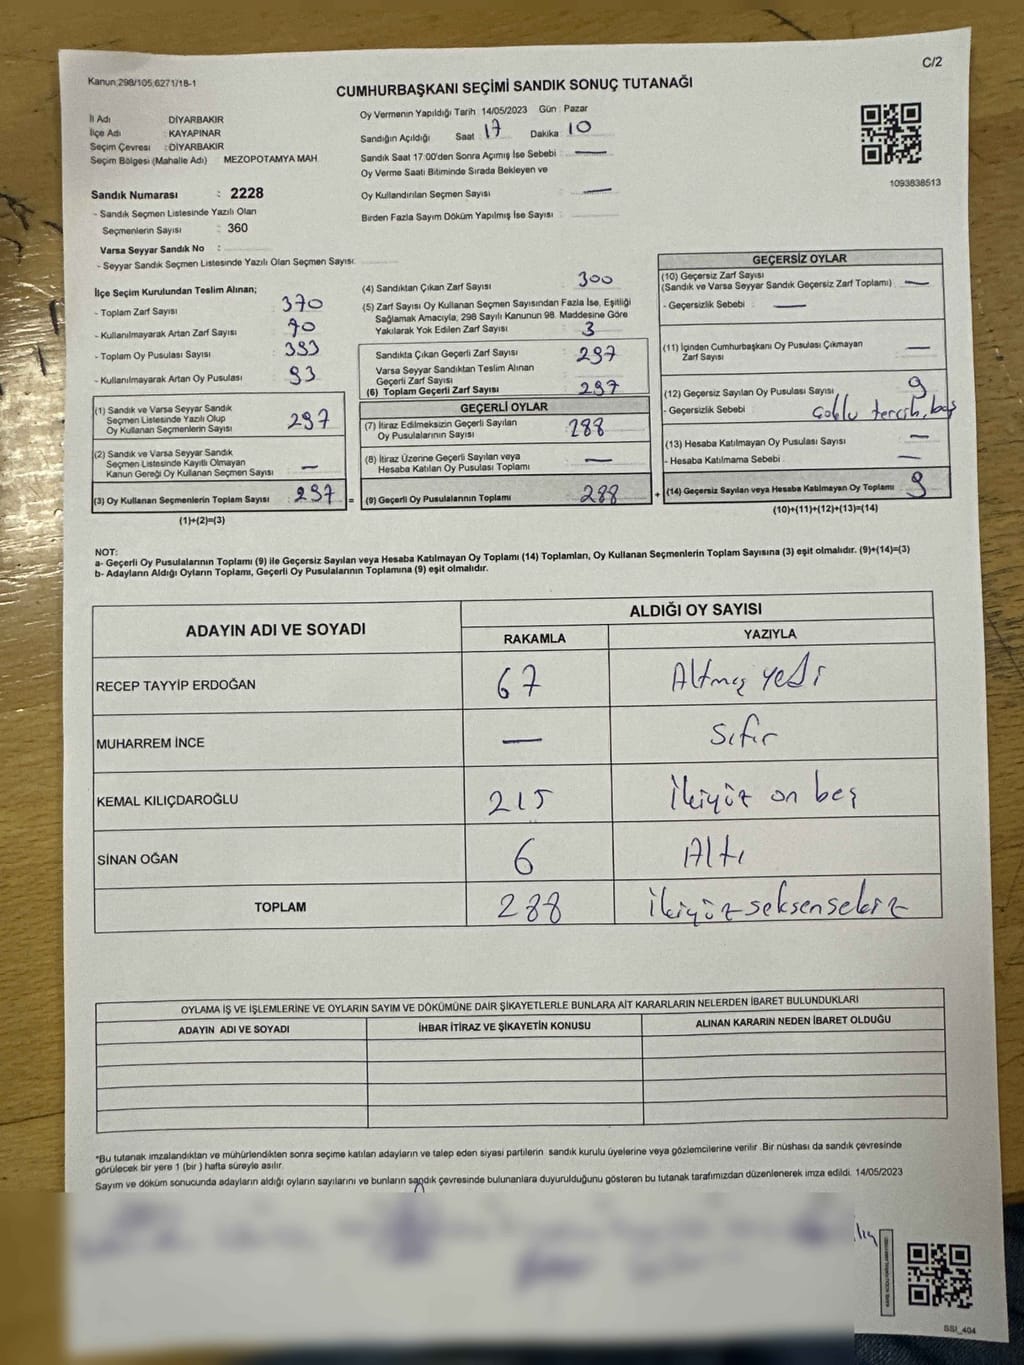 Kanun:298/105;6271/18-1
C/2
CUMHURBAŞKANI SEÇİMİ SANDIK SONUÇ TUTANAĞI
İl Adı : DİYARBAKIR
İlçe Adı : KAYAPINAR
Seçim Çevresi : DİYARBAKIR
Seçim Bölgesi (Mahalle Adı) MEZOPOTAMYA MAH.
Sandık Numarası : 2228
- Sandık Seçmen Listesinde Yazılı Olan
Seçmenlerin Sayısı : 360
Varsa Seyyar Sandık No :
- Seyyar Sandık Seçmen Listesinde Yazılı Olan Seçmen Sayısı:
Oy Vermenin Yapıldığı Tarih 14/05/2023 Gün : Pazar
Sandığın Açıldığı Saat : 17 Dakika : 10
Sandık Saat 17:00'den Sonra Açımış İse Sebebi : —
Oy Verme Saati Bitiminde Sırada Bekleyen ve
Oy Kullandırılan Seçmen Sayısı : —
Birden Fazla Sayım Döküm Yapılmış İse Sayısı :
1093838513
İlçe Seçim Kurulundan Teslim Alınan;
- Toplam Zarf Sayısı : 370
- Kullanılmayarak Artan Zarf Sayısı : 70
- Toplam Oy Pusulası Sayısı : 393
- Kullanılmayarak Artan Oy Pusulası : 93
(1) Sandık ve Varsa Seyyar Sandık
Seçmen Listesinde Yazılı Olup
Oy Kullanan Seçmenlerin Sayısı : 297
(2) Sandık ve Varsa Seyyar Sandık
Seçmen Listesinde Kayıtlı Olmayan
Kanun Gereği Oy Kullanan Seçmen Sayısı : —
(3) Oy Kullanan Seçmenlerin Toplam Sayısı : 297 =
(1)+(2)=(3)
(4) Sandıktan Çıkan Zarf Sayısı : 300
(5) Zarf Sayısı Oy Kullanan Seçmen Sayısından Fazla İse, Eşitliği
Sağlamak Amacıyla, 298 Sayılı Kanunun 98. Maddesine Göre
Yakılarak Yok Edilen Zarf Sayısı : 3
Sandıkta Çıkan Geçerli Zarf Sayısı : 297
Varsa Seyyar Sandıktan Teslim Alınan
Geçerli Zarf Sayısı :
(6) Toplam Geçerli Zarf Sayısı : 297
GEÇERLİ OYLAR
(7) İtiraz Edilmeksizin Geçerli Sayılan
Oy Pusulalarının Sayısı : 288
(8) İtiraz Üzerine Geçerli Sayılan veya
Hesaba Katılan Oy Pusulası Toplamı : —
(9) Geçerli Oy Pusulalarının Toplamı : 288 +
GEÇERSİZ OYLAR
(10) Geçersiz Zarf Sayısı
(Sandık ve Varsa Seyyar Sandık Geçersiz Zarf Toplamı) : —
- Geçersizlik Sebebi : —
(11) İçinden Cumhurbaşkanı Oy Pusulası Çıkmayan
Zarf Sayısı : —
(12) Geçersiz Sayılan Oy Pusulası Sayısı : 9
- Geçersizlik Sebebi : Çoklu tercih, boş
(13) Hesaba Katılmayan Oy Pusulası Sayısı : —
- Hesaba Katılmama Sebebi : —
(14) Geçersiz Sayılan veya Hesaba Katılmayan Oy Toplamı : 9
(10)+(11)+(12)+(13)=(14)
NOT:
a- Geçerli Oy Pusulalarının Toplamı (9) ile Geçersiz Sayılan veya Hesaba Katılmayan Oy Toplamı (14) Toplamları, Oy Kullanan Seçmenlerin Toplam Sayısına (3) eşit olmalıdır. (9)+(14)=(3)
b- Adayların Aldığı Oyların Toplamı, Geçerli Oy Pusulalarının Toplamına (9) eşit olmalıdır.
ADAYIN ADI VE SOYADI
ALDIĞI OY SAYISI
RAKAMLA YAZIYLA
RECEP TAYYİP ERDOĞAN 67 Altmış yedi
MUHARREM İNCE — Sıfır
KEMAL KILIÇDAROĞLU 215 İkiyüz on beş
SİNAN OĞAN 6 Altı
TOPLAM 288 İkiyüz seksensekiz
OYLAMA İŞ VE İŞLEMLERİNE VE OYLARIN SAYIM VE DÖKÜMÜNE DAİR ŞİKAYETLERLE BUNLARA AİT KARARLARIN NELERDEN İBARET BULUNDUKLARI
ADAYIN ADI VE SOYADI İHBAR İTİRAZ VE ŞİKAYETİN KONUSU ALINAN KARARIN NEDEN İBARET OLDUĞU
*Bu tutanak imzalandıktan ve mühürlendikten sonra seçime katılan adayların ve talep eden siyasi partilerin sandık kurulu üyelerine veya gözlemcilerine verilir. Bir nüshası da sandık çevresinde
görülecek bir yere 1 (bir ) hafta süreyle asılır.
Sayım ve döküm sonucunda adayların aldığı oyların sayılarını ve bunların sandık çevresinde bulunanlara duyurulduğunu gösteren bu tutanak tarafımızdan düzenlenerek imza edildi. 14/05/2023
SSI_404